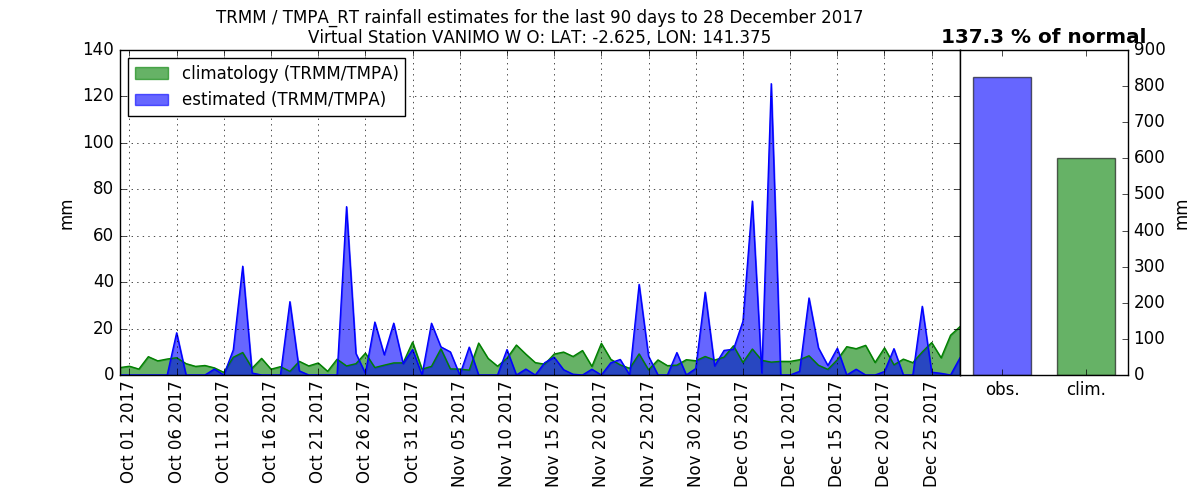 TRMM / TMPA_RT rainfall estimates for the last 90 days to 28 December 2017
Virtual Station VANIMO W O: LAT: -2.625, LON: 141.375
137.3 % of normal
climatology (TRMM/TMPA)
estimated (TRMM/TMPA)
mm
140
120
100
80
60
40
20
0
Oct 01 2017
Oct 06 2017
Oct 11 2017
Oct 16 2017
Oct 21 2017
Oct 26 2017
Oct 31 2017
Nov 05 2017
Nov 10 2017
Nov 15 2017
Nov 20 2017
Nov 25 2017
Nov 30 2017
Dec 05 2017
Dec 10 2017
Dec 15 2017
Dec 20 2017
Dec 25 2017
obs.
clim.
900
800
700
600
500
400
300
200
100
0
mm